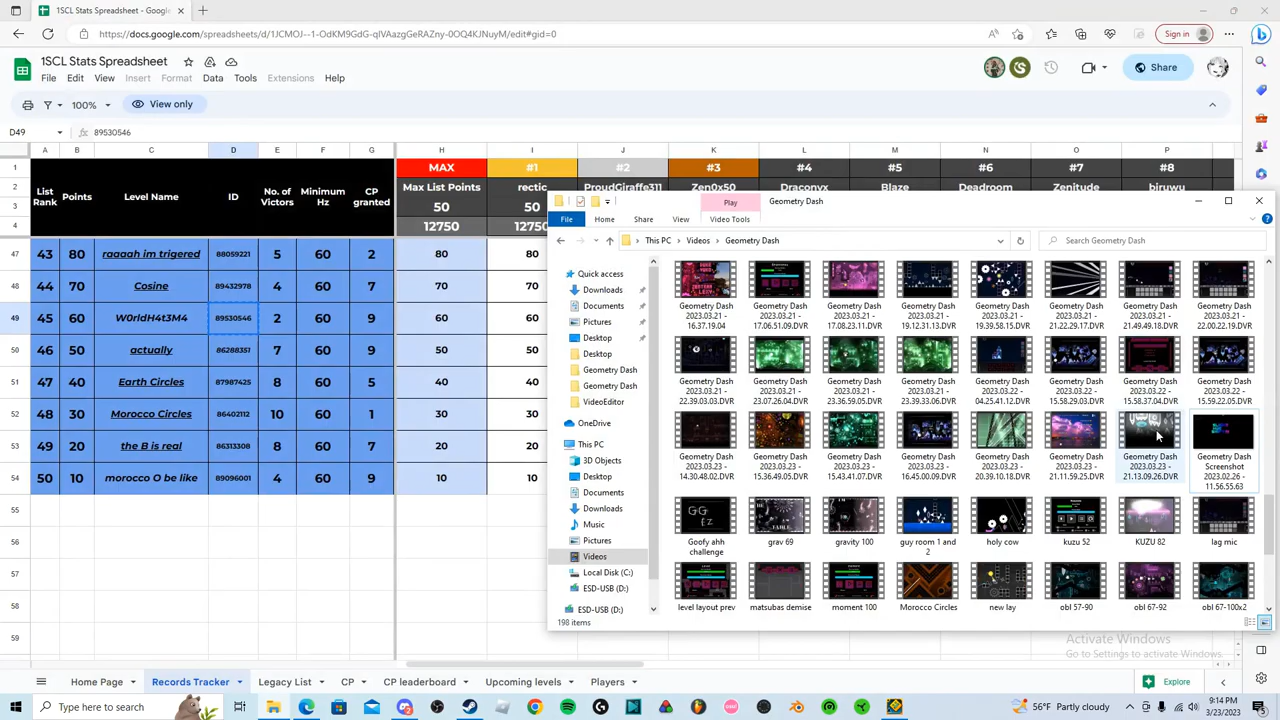 1SCL Stats Spreadsheet - Google
https://docs.google.com/spreadsheets/d/1JCMOJ--1-OdKM9GdG-qIVAazgGeRAZny-0OQ4KJNuyM/edit#gid=0
Sign in
1SCL Stats Spreadsheet
File Edit View Insert Format Data Tools Extensions Help
Share
100%
View only
D49
89530546
A B C D E F G H I J K L M N O P
1 MAX #1 #2 #3 #4 #5 #6 #7 #8
2 List Rank Points Level Name ID No. of Victors Minimum Hz CP granted Max List Points rectic ProudGiraffe311 Zen0x50 Draconyx Blaze Deadroom Zenitude biruwu
3 50 50
4 12750 12750
47 43 80 raaaah im trigered 88059221 5 60 2 80 80
44 70 Cosine 89432978 4 60 7 70 70
49 45 60 W0rldH4t3M4 89530546 2 60 9 60 60
50 46 50 actually 86288351 7 60 9 50 50
51 47 40 Earth Circles 87987425 8 60 5 40 40
48 30 Morocco Circles 86402112 10 60 1 30 30
53 49 20 the B is real 86313308 8 60 7 20 20
50 10 morocco O be like 89096001 4 60 9 10 10
55
56
57
58
59
Play
Geometry Dash
File Home Share View Video Tools
This PC Videos Geometry Dash
Search Geometry Dash
Quick access
Downloads
Documents
Pictures
Desktop
Desktop
Geometry Dash
Geometry Dash
VideoEditor
OneDrive
This PC
3D Objects
Desktop
Documents
Downloads
Music
Pictures
Videos
Local Disk (C:)
ESD-USB (D:)
ESD-USB (D:)
Geometry Dash 2023.03.21 - 16.37.19.04
Geometry Dash 2023.03.21 - 17.06.51.09.DVR
Geometry Dash 2023.03.21 - 17.08.23.11.DVR
Geometry Dash 2023.03.21 - 19.12.31.13.DVR
Geometry Dash 2023.03.21 - 19.39.58.15.DVR
Geometry Dash 2023.03.21 - 21.22.29.17.DVR
Geometry Dash 2023.03.21 - 21.49.49.18.DVR
Geometry Dash 2023.03.21 - 22.00.22.19.DVR
Geometry Dash 2023.03.21 - 22.39.03.03.DVR
Geometry Dash 2023.03.21 - 23.07.26.04.DVR
Geometry Dash 2023.03.21 - 23.36.59.05.DVR
Geometry Dash 2023.03.21 - 23.39.33.06.DVR
Geometry Dash 2023.03.22 - 04.25.41.12.DVR
Geometry Dash 2023.03.22 - 15.58.29.03.DVR
Geometry Dash 2023.03.22 - 15.58.37.04.DVR
Geometry Dash 2023.03.22 - 15.59.22.05.DVR
Geometry Dash 2023.03.23 - 14.30.48.02.DVR
Geometry Dash 2023.03.23 - 15.36.49.05.DVR
Geometry Dash 2023.03.23 - 15.43.41.07.DVR
Geometry Dash 2023.03.23 - 16.45.00.09.DVR
Geometry Dash 2023.03.23 - 20.39.10.18.DVR
Geometry Dash 2023.03.23 - 21.11.59.25.DVR
Geometry Dash 2023.03.23 - 21.13.09.26.DVR
Geometry Dash Screenshot 2023.02.26 - 11.56.55.63
GG EZ
Goofy ahh challenge
grav 69
gravity 100
guy room 1 and 2
holy cow
kuzu 52
KUZU 82
lag mic
level layout prev
matsubas demise
moment 100
Morocco Circles
new lay
obl 57-90
obl 67-92
obl 67-100x2
198 items
Activate Windows
Go to Settings to activate Windows.
Home Page Records Tracker Legacy List CP CP leaderboard Upcoming levels Players
Explore
Type here to search
56°F Partly cloudy
9:14 PM
3/23/2023